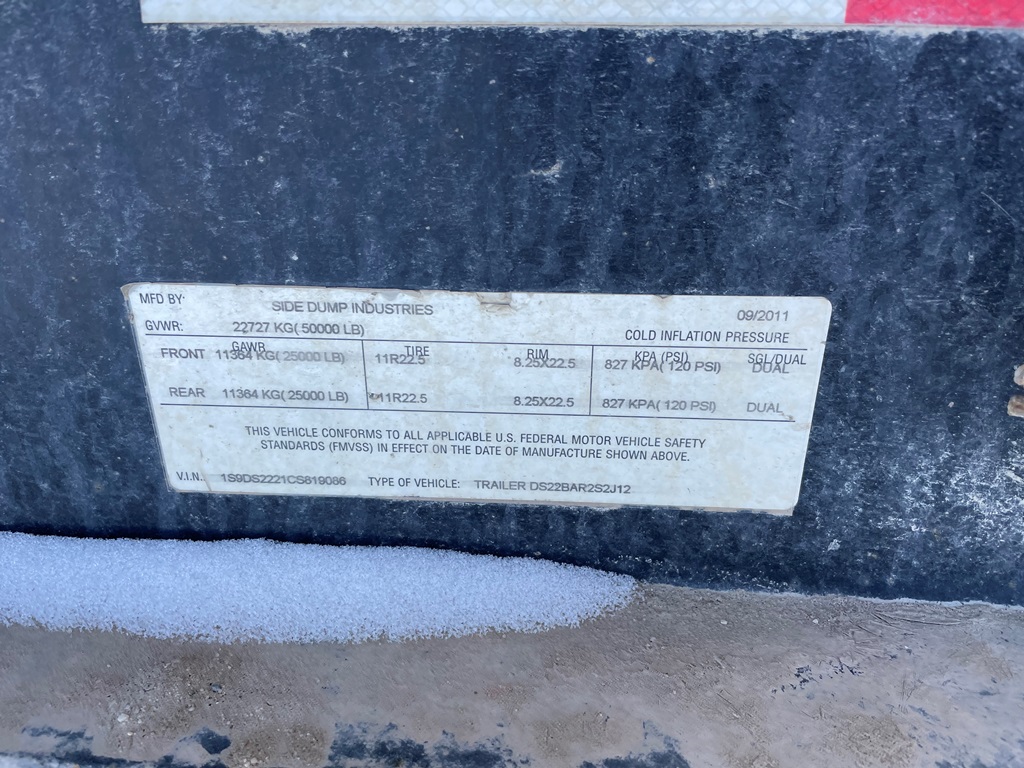 MFD BY: SIDE DUMP INDUSTRIES 09/2011
GVWR: 22727 KG( 50000 LB) COLD INFLATION PRESSURE
GAWR TIRE RIM KPA (PSI) SGL/DUAL
FRONT 11364 KG( 25000 LB) 11R22.5 8.25X22.5 827 KPA( 120 PSI) DUAL
REAR 11364 KG( 25000 LB) 11R22.5 8.25X22.5 827 KPA( 120 PSI) DUAL
THIS VEHICLE CONFORMS TO ALL APPLICABLE U.S. FEDERAL MOTOR VEHICLE SAFETY
STANDARDS (FMVSS) IN EFFECT ON THE DATE OF MANUFACTURE SHOWN ABOVE.
V.I.N. 1S9DS2221CS819086 TYPE OF VEHICLE: TRAILER DS22BAR2S2J12